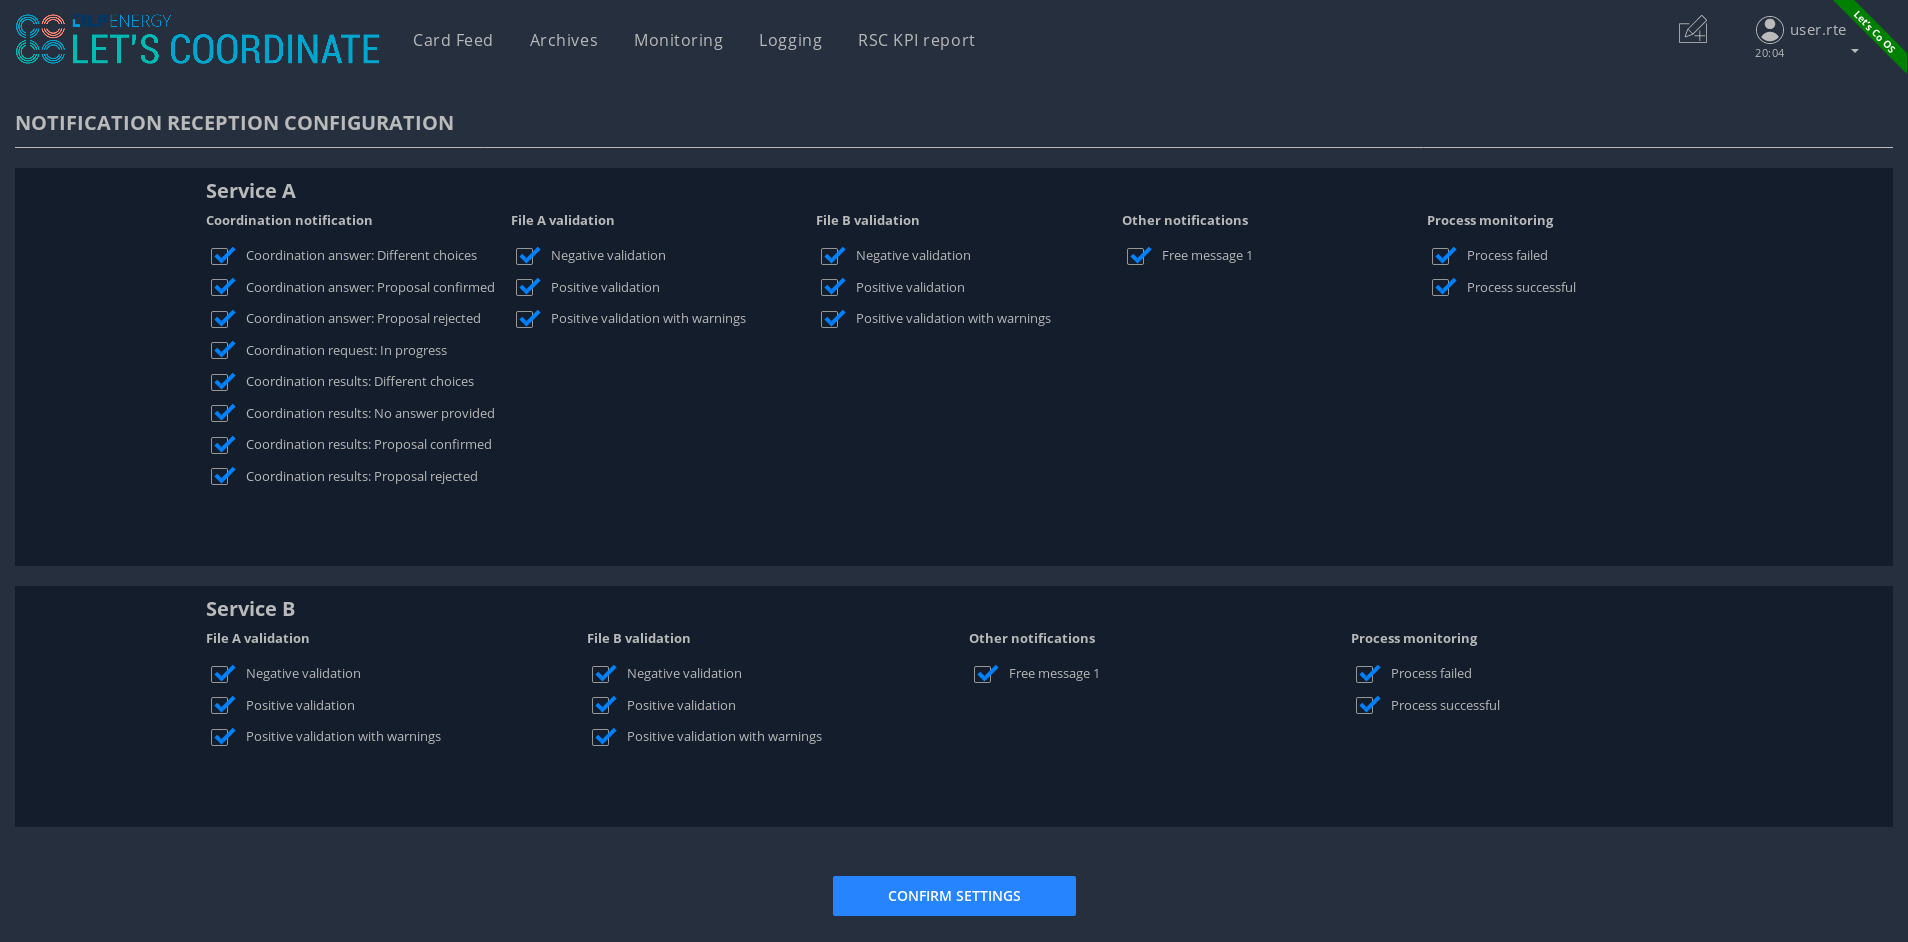 LF ENERGY
LET'S COORDINATE
Card Feed Archives Monitoring Logging RSC KPI report
user.rte
20:04
Let's Co OS
NOTIFICATION RECEPTION CONFIGURATION
Service A
Coordination notification
Coordination answer: Different choices
Coordination answer: Proposal confirmed
Coordination answer: Proposal rejected
Coordination request: In progress
Coordination results: Different choices
Coordination results: No answer provided
Coordination results: Proposal confirmed
Coordination results: Proposal rejected
File A validation
Negative validation
Positive validation
Positive validation with warnings
File B validation
Negative validation
Positive validation
Positive validation with warnings
Other notifications
Free message 1
Process monitoring
Process failed
Process successful
Service B
File A validation
Negative validation
Positive validation
Positive validation with warnings
File B validation
Negative validation
Positive validation
Positive validation with warnings
Other notifications
Free message 1
Process monitoring
Process failed
Process successful
CONFIRM SETTINGS